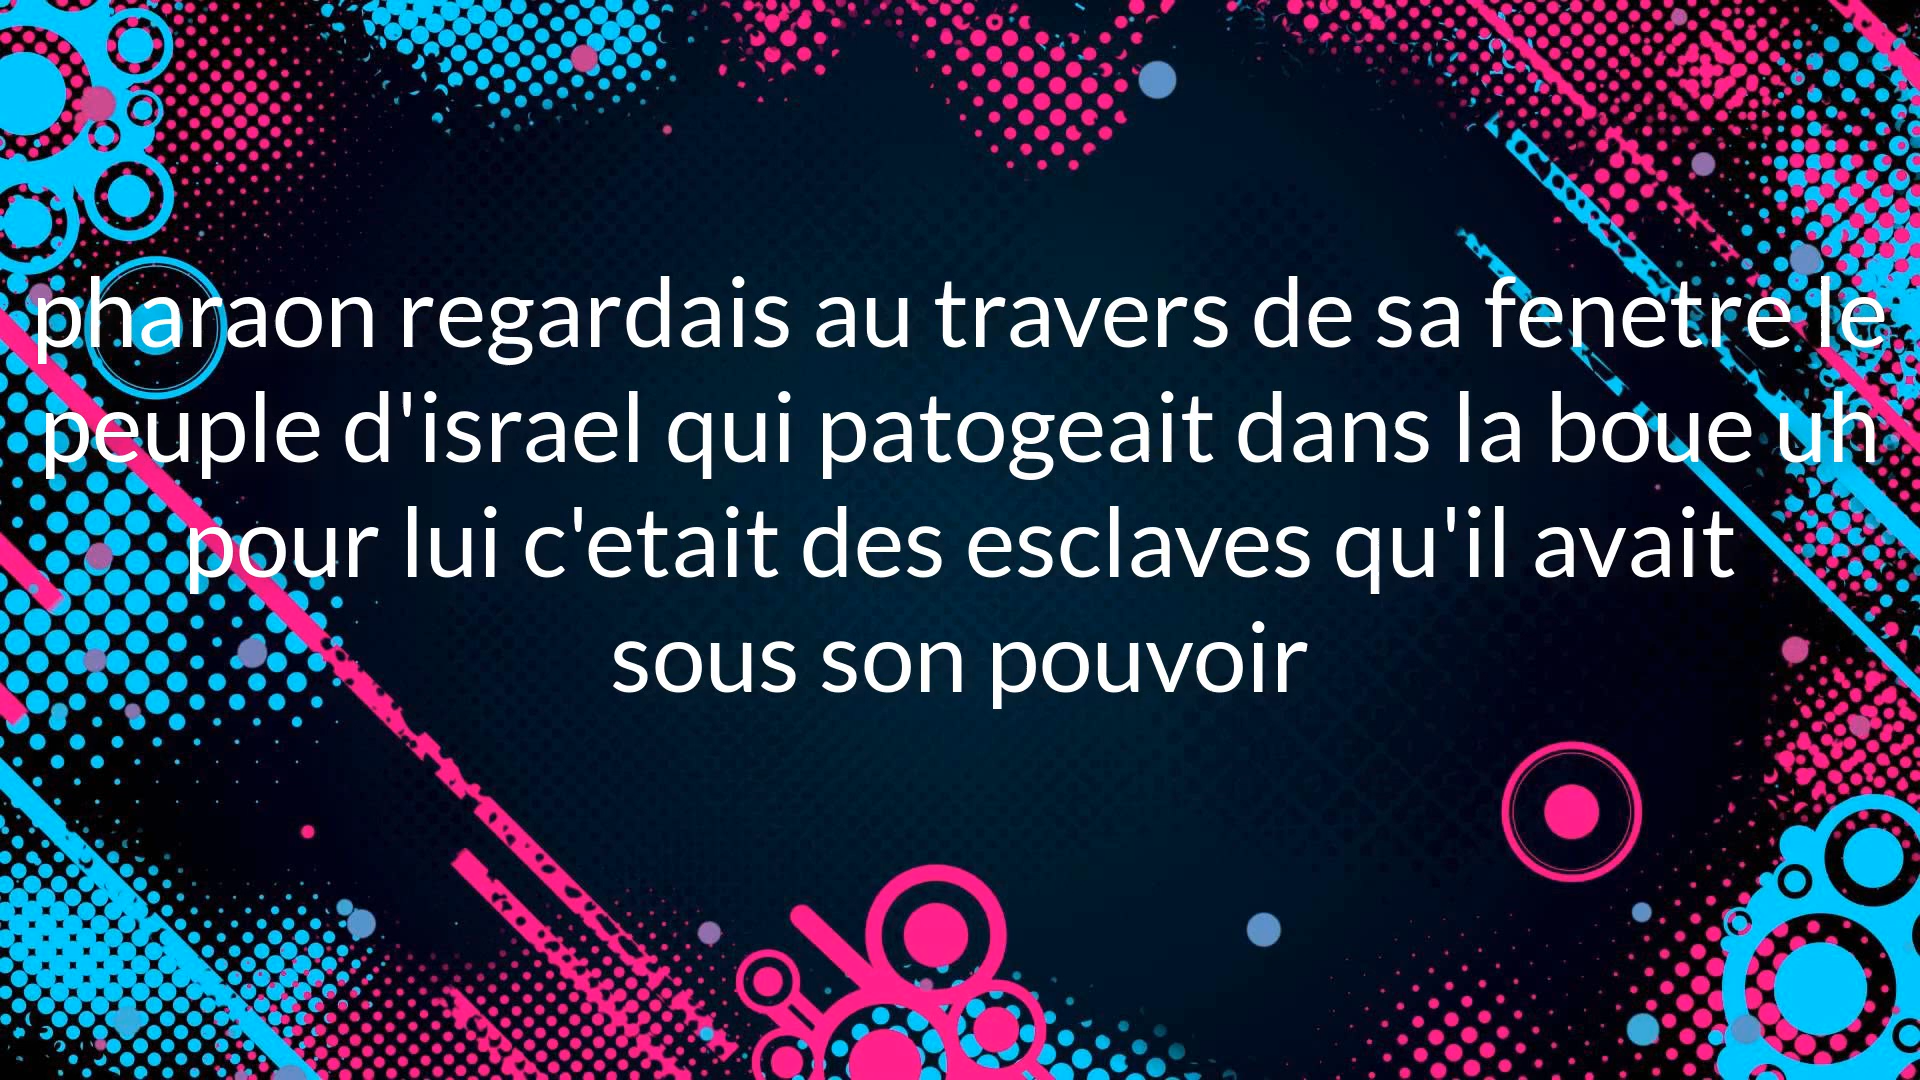 pharaon regardais au travers de sa fenetre le
peuple d'israel qui patogeait dans la boue uh
pour lui c'etait des esclaves qu'il avait
sous son pouvoir